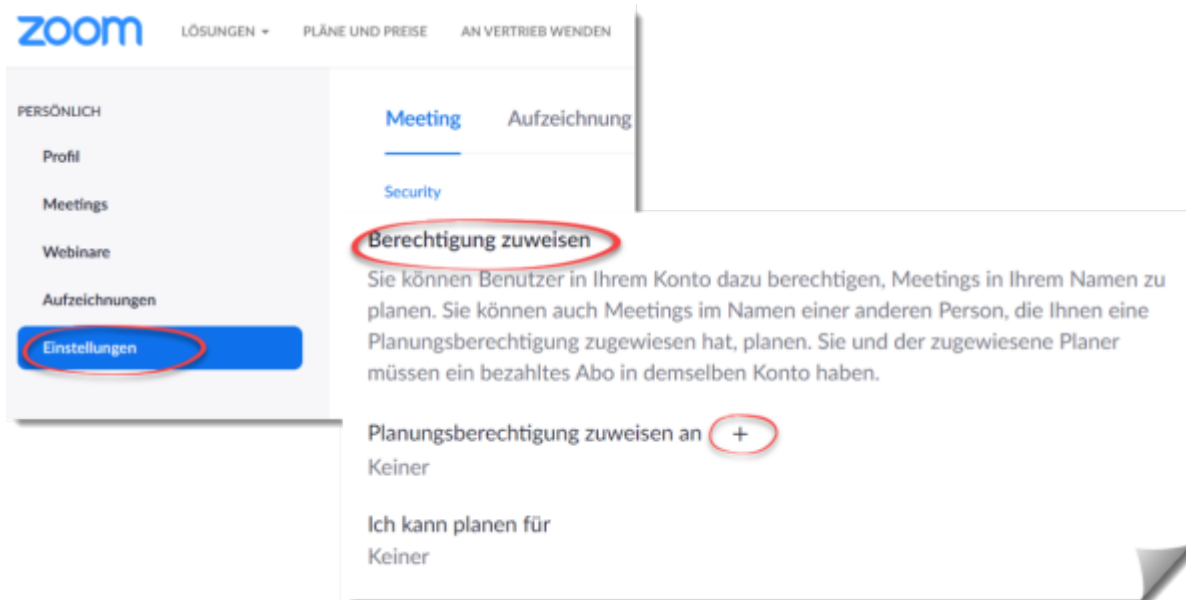 zoom LÖSUNGEN PLÄNE UND PREISE AN VERTRIEB WENDEN
PERSÖNLICH
Profil
Meetings
Webinare
Aufzeichnungen
Einstellungen
Meeting Aufzeichnung
Security
Berechtigung zuweisen
Sie können Benutzer in Ihrem Konto dazu berechtigen, Meetings in Ihrem Namen zu
planen. Sie können auch Meetings im Namen einer anderen Person, die Ihnen eine
Planungsberechtigung zugewiesen hat, planen. Sie und der zugewiesene Planer
müssen ein bezahltes Abo in demselben Konto haben.
Planungsberechtigung zuweisen an +
Keiner
Ich kann planen für
Keiner